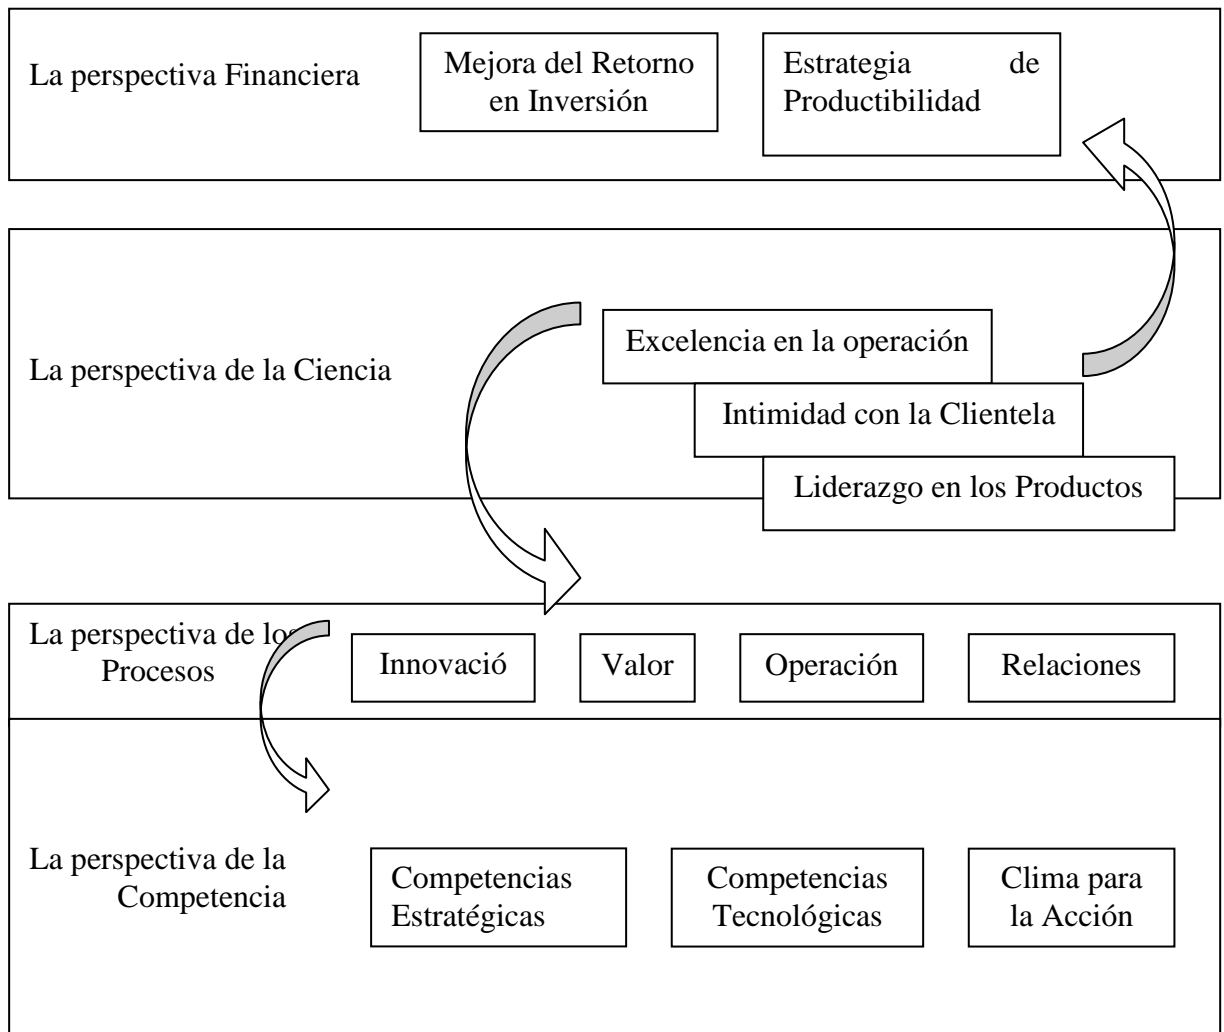 La perspectiva Financiera
Mejora del Retorno
en Inversión
Estrategia de
Productibilidad
La perspectiva de la Ciencia
Excelencia en la operación
Intimidad con la Clientela
Liderazgo en los Productos
La perspectiva de los
Procesos
Innovació
Valor
Operación
Relaciones
La perspectiva de la
Competencia
Competencias
Estratégicas
Competencias
Tecnológicas
Clima para
la Acción